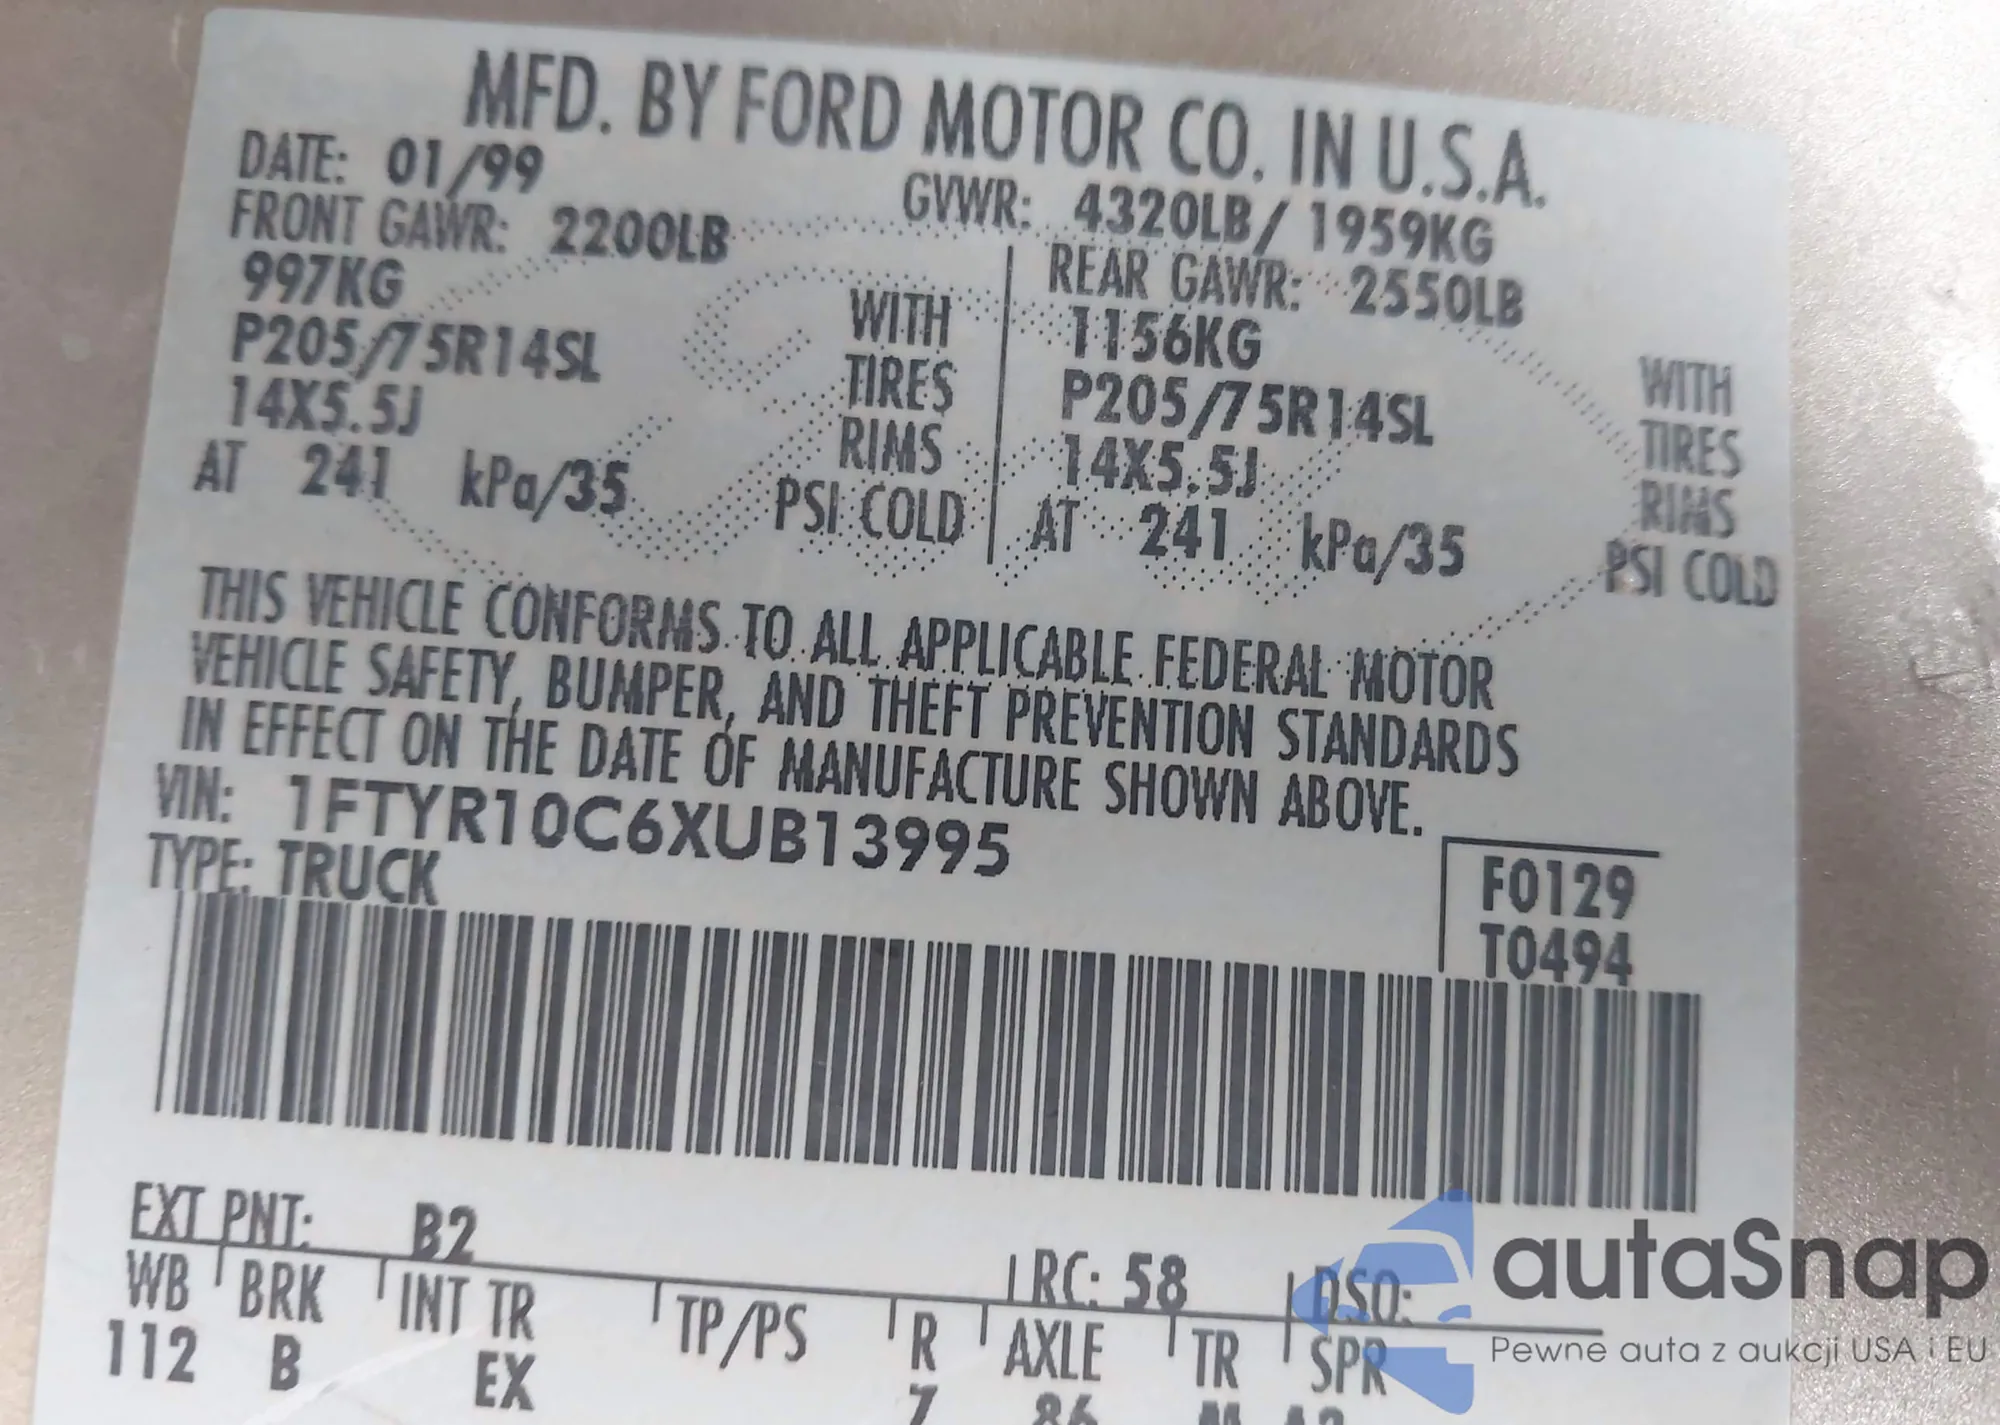 MFD. BY FORD MOTOR CO. IN U.S.A.
DATE: 01/99 GVWR: 4320LB/ 1959KG
FRONT GAWR: 2200LB REAR GAWR: 2550LB
997KG WITH 1156KG WITH
P205/75R14SL TIRES P205/75R14SL TIRES
14X5.5J RIMS 14X5.5J RIMS
AT 241 kPa/35 PSI COLD AT 241 kPa/35 PSI COLD
THIS VEHICLE CONFORMS TO ALL APPLICABLE FEDERAL MOTOR
VEHICLE SAFETY, BUMPER, AND THEFT PREVENTION STANDARDS
IN EFFECT ON THE DATE OF MANUFACTURE SHOWN ABOVE.
VIN: 1FTYR10C6XUB13995
TYPE: TRUCK
F0129
T0494
EXT PNT: B2 RC: 58 DSO:
WB BRK INT TR TP/PS R AXLE TR SPR
112 B EX 7 86
autaSnap
Pewne auta z aukcji USA i EU